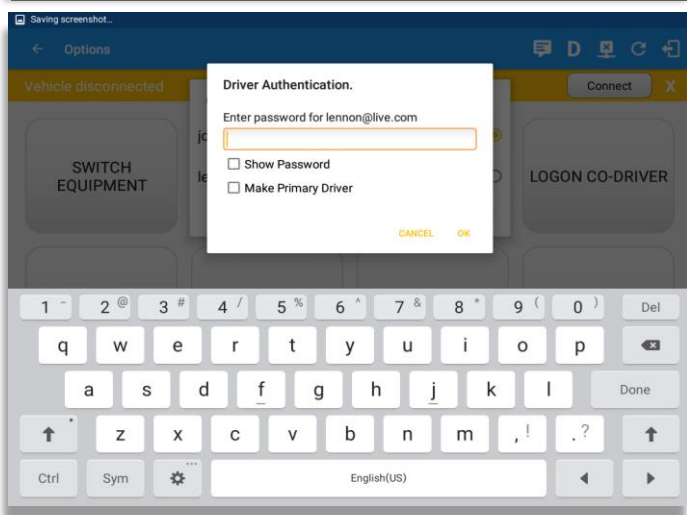 Saving screenshot...
Options
D
Vehicle disconnected
Connect
X
Driver Authentication.
Enter password for lennon@live.com
Show Password
Make Primary Driver
CANCEL
OK
jo
le
SWITCH
EQUIPMENT
LOGON CO-DRIVER
1 - 2 @ 3 # 4 / 5 % 6 ^ 7 & 8 * 9 ( 0 ) Del
q w e r t y u i o p
a s d f g h j k l Done
z x c v b n m , ! . ?
Ctrl Sym English(US)